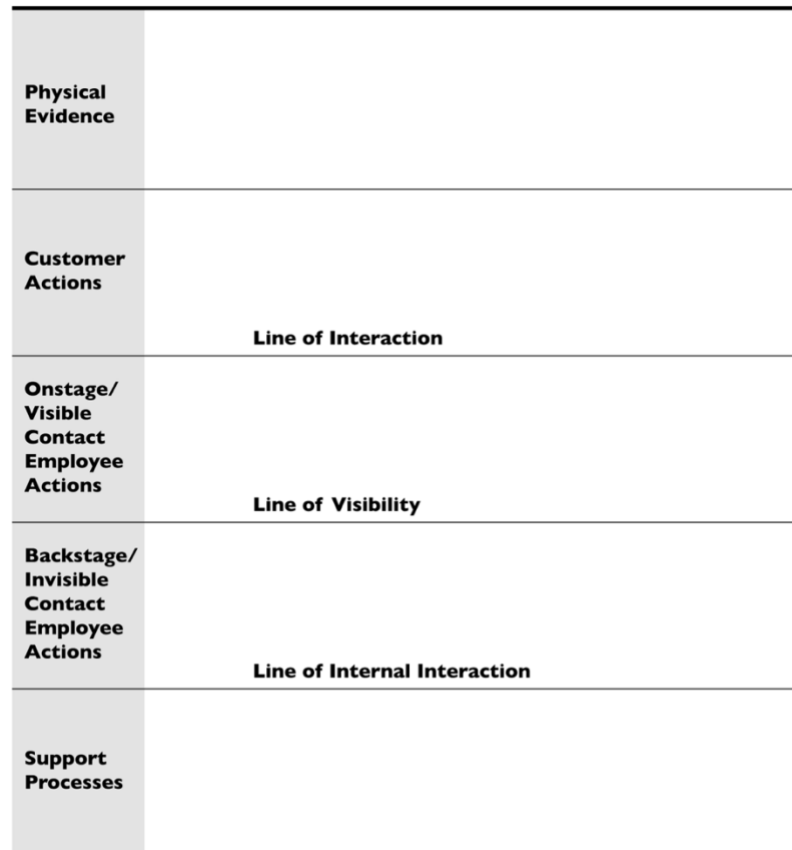 Physical
Evidence
Customer
Actions
Line of Interaction
Onstage/
Visible
Contact
Employee
Actions
Line of Visibility
Backstage/
Invisible
Contact
Employee
Actions
Line of Internal Interaction
Support
Processes